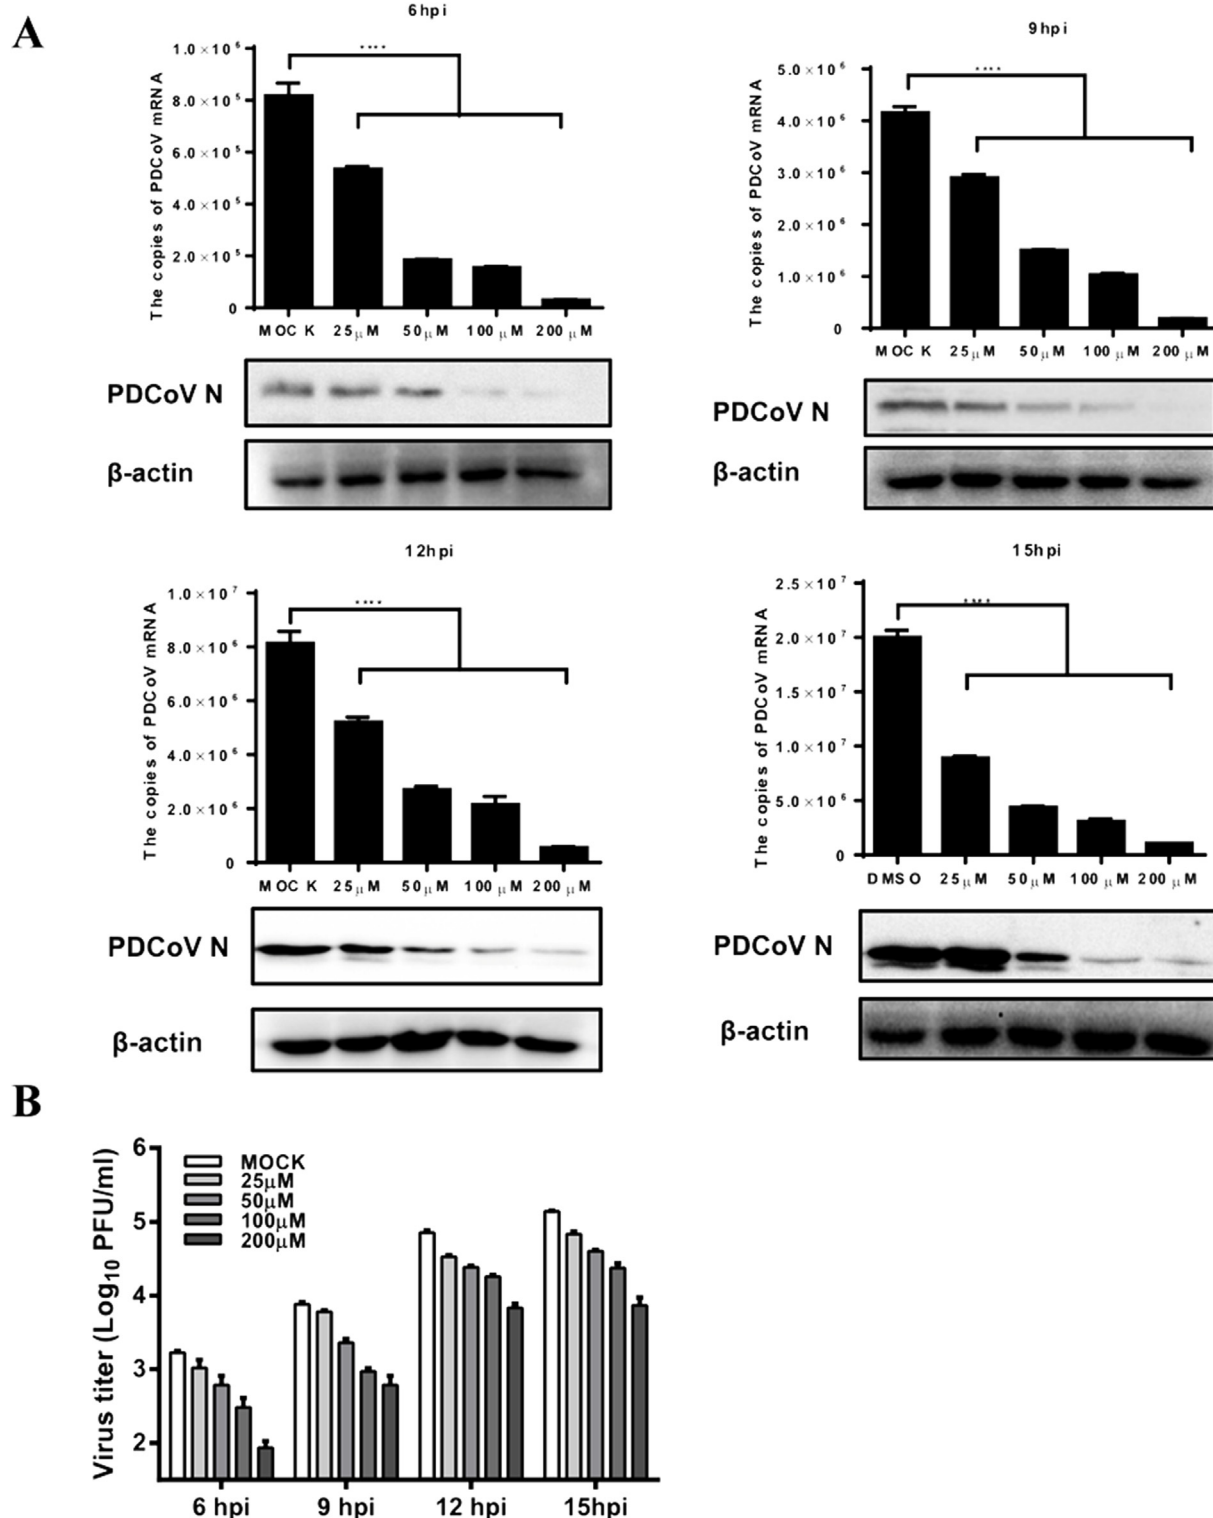 A
6hpi
The copies of PDCoV mRNA
1.0×10⁶
8.0×10⁵
6.0×10⁵
4.0×10⁵
2.0×10⁵
0
****
MOCK 25μM 50μM 100μM 200μM
PDCoV N
β-actin
9hpi
The copies of PDCoV mRNA
5.0×10⁶
4.0×10⁶
3.0×10⁶
2.0×10⁶
1.0×10⁶
0
****
MOCK 25μM 50μM 100μM 200μM
PDCoV N
β-actin
12hpi
The copies of PDCoV mRNA
1.0×10⁷
8.0×10⁶
6.0×10⁶
4.0×10⁶
2.0×10⁶
0
****
MOCK 25μM 50μM 100μM 200μM
PDCoV N
β-actin
15hpi
The copies of PDCoV mRNA
2.5×10⁷
2.0×10⁷
1.5×10⁷
1.0×10⁷
5.0×10⁶
0
****
DMSO 25μM 50μM 100μM 200μM
PDCoV N
β-actin
B
Virus titer (Log₁₀ PFU/ml)
6
5
4
3
2
MOCK
25μM
50μM
100μM
200μM
6 hpi 9 hpi 12 hpi 15hpi